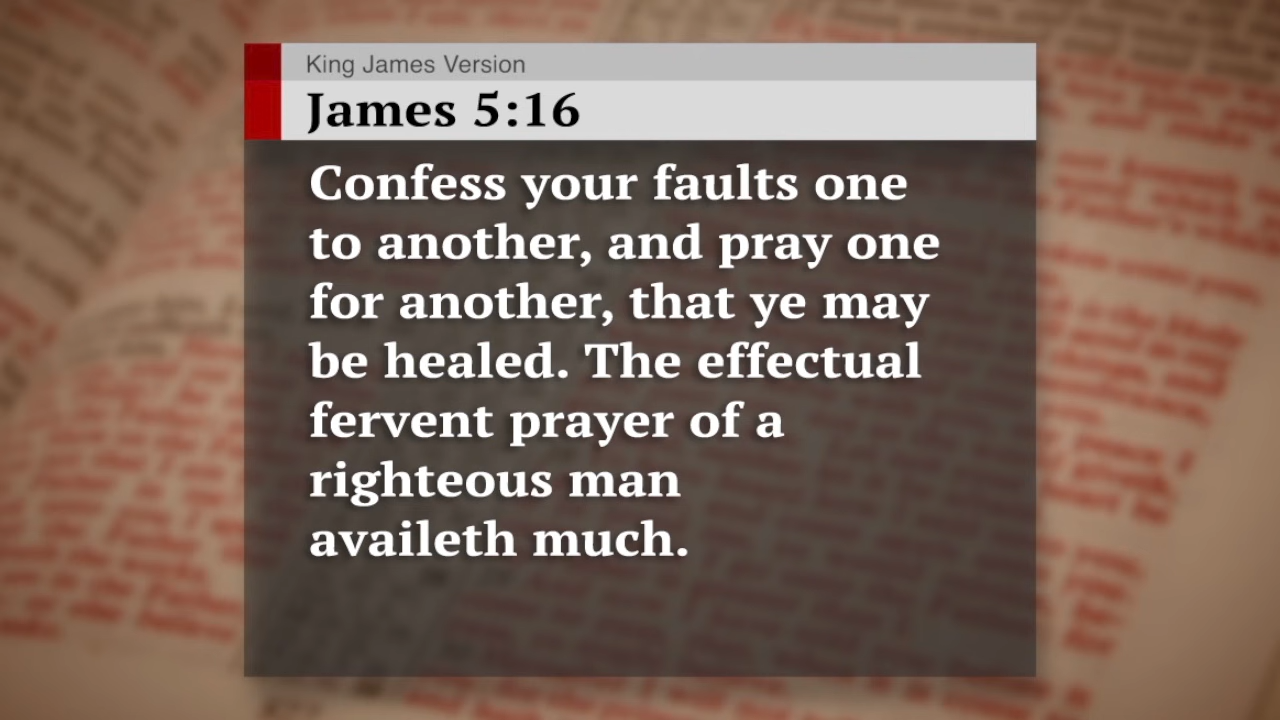 King James Version
James 5:16
Confess your faults one
to another, and pray one
for another, that ye may
be healed. The effectual
fervent prayer of a
righteous man
availeth much.